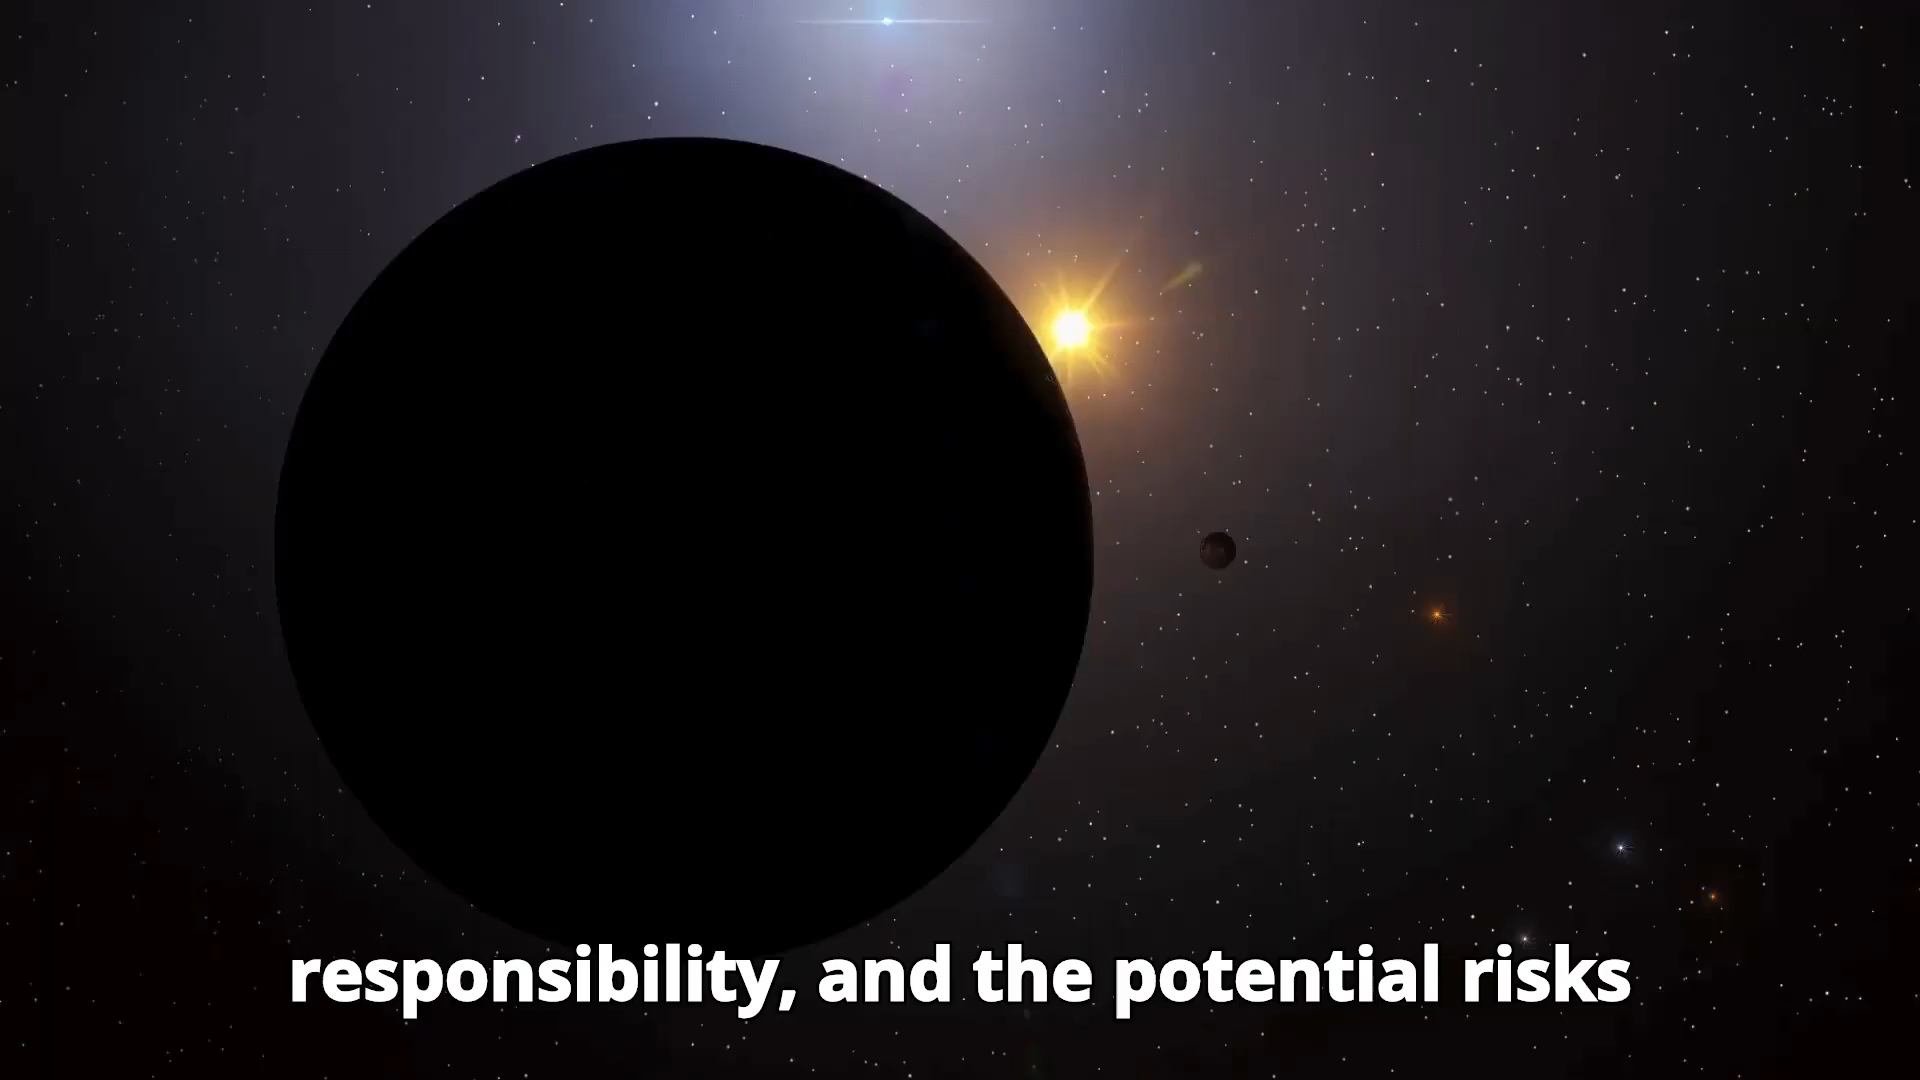 responsibility, and the potential risks